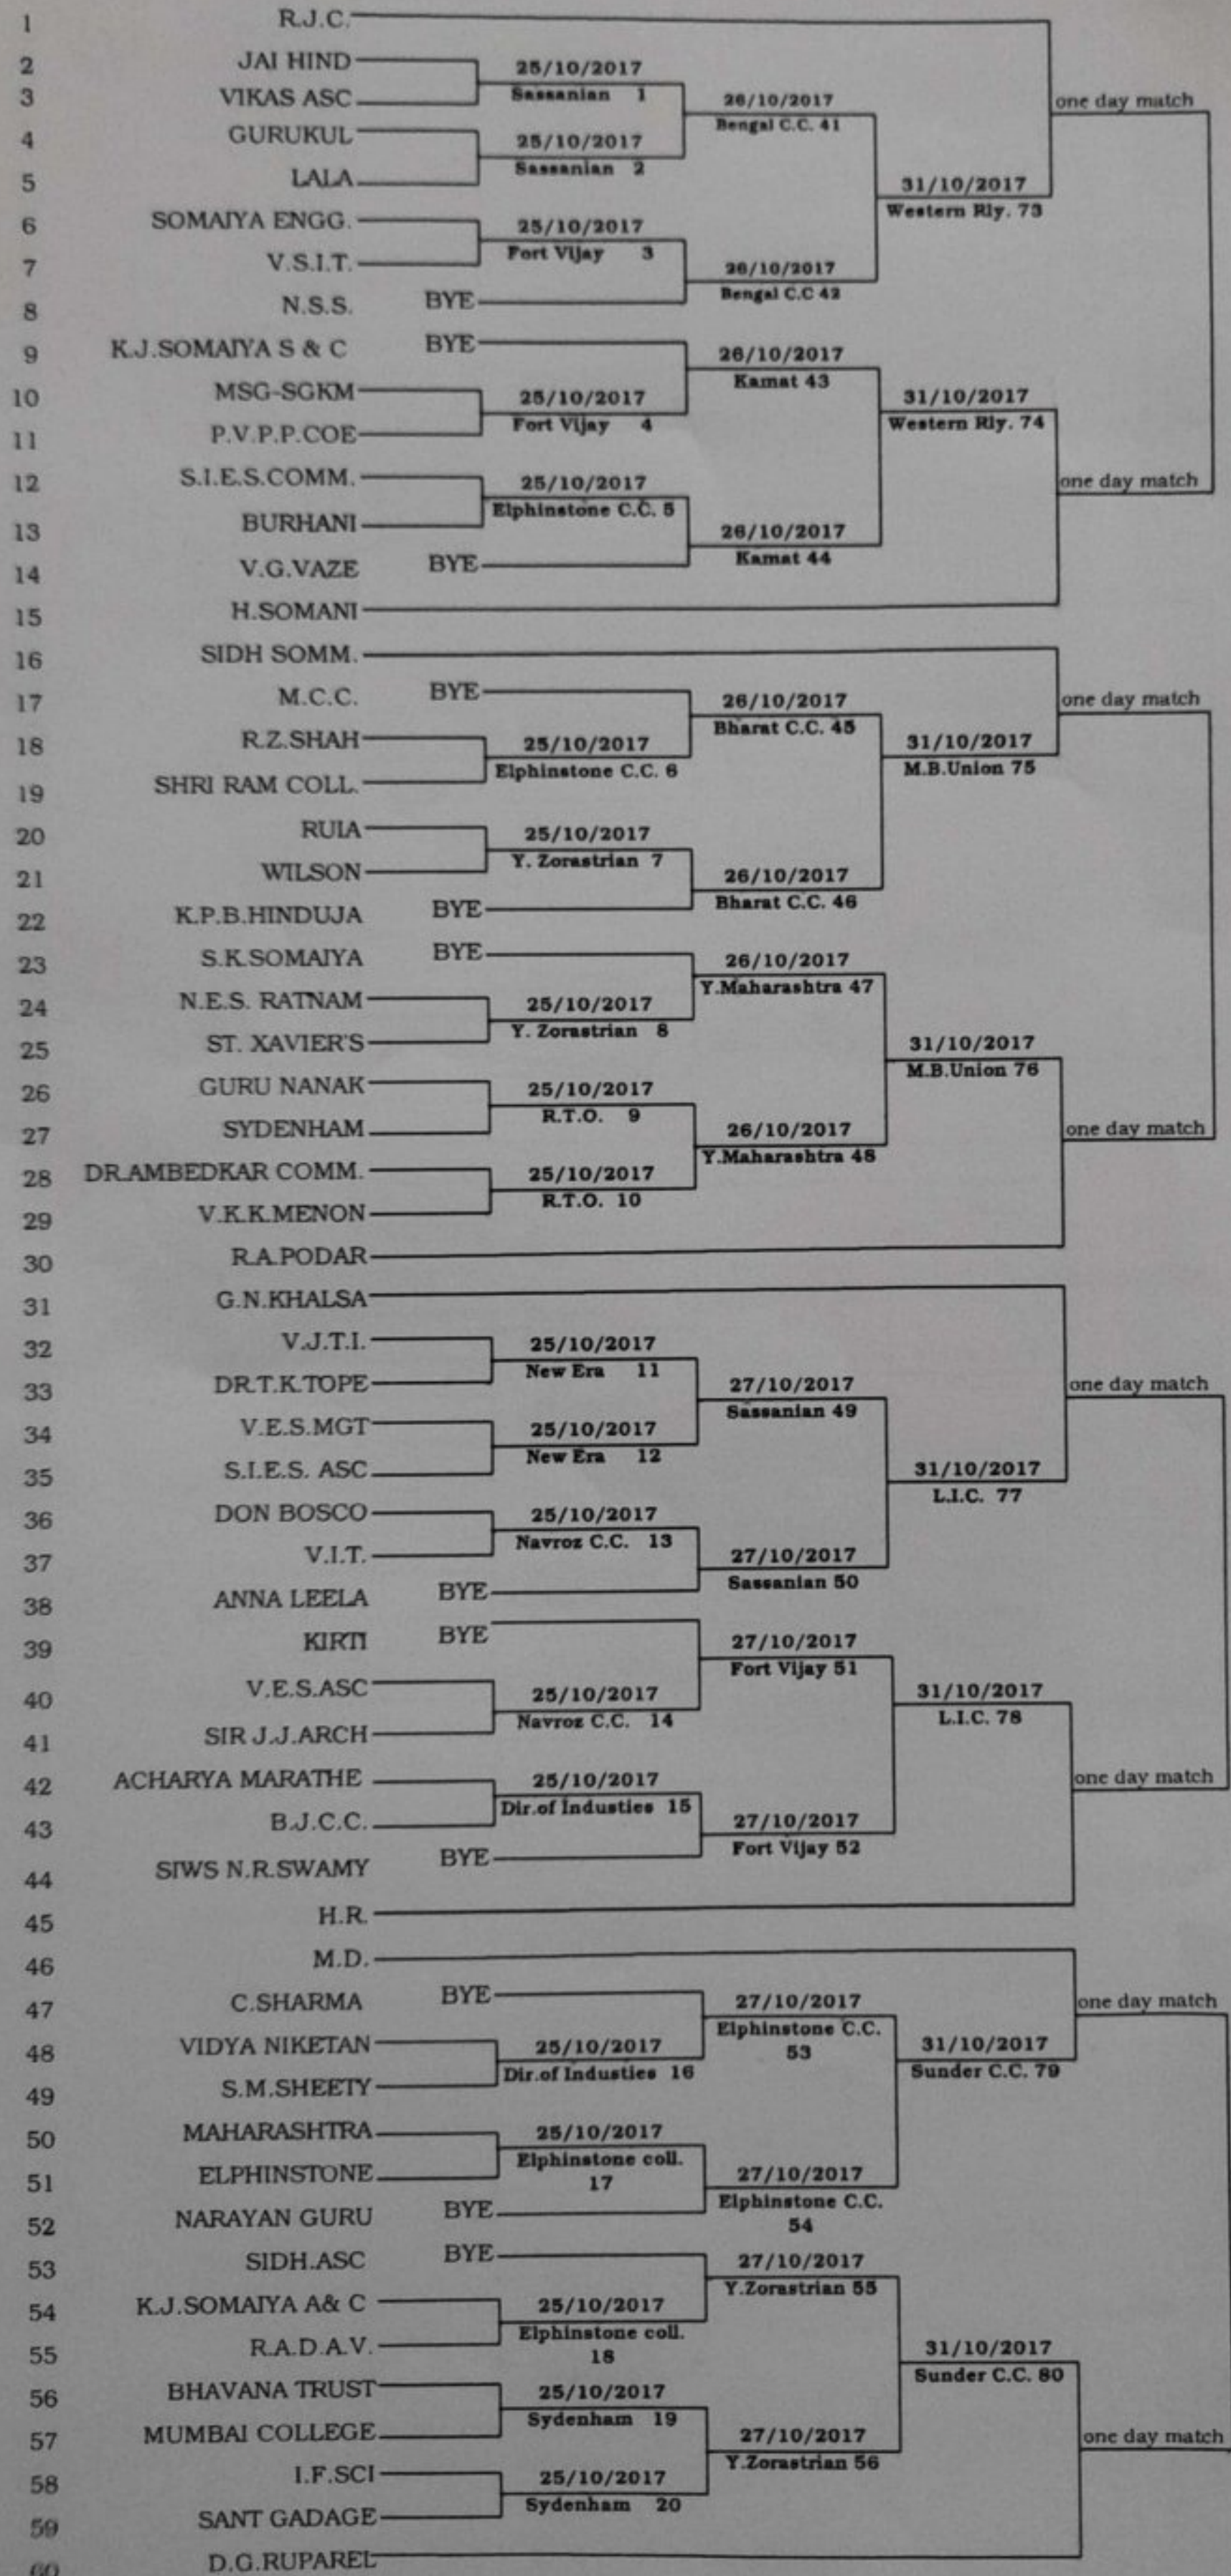 1 R.J.C.
2 JAI HIND
25/10/2017
Sassanian 1
3 VIKAS ASC
26/10/2017
Bengal C.C. 41
one day match
4 GURUKUL
25/10/2017
Sassanian 2
5 LALA
31/10/2017
Western Rly. 73
6 SOMAIYA ENGG.
25/10/2017
Fort Vijay 3
7 V.S.I.T.
26/10/2017
Bengal C.C 42
8 N.S.S. BYE
9 K.J.SOMAIYA S & C BYE
26/10/2017
Kamat 43
10 MSG-SGKM
25/10/2017
Fort Vijay 4
31/10/2017
Western Rly. 74
11 P.V.P.P.COE
12 S.I.E.S.COMM.
25/10/2017
Elphinstone C.C. 5
one day match
13 BURHANI
26/10/2017
Kamat 44
14 V.G.VAZE BYE
15 H.SOMANI
16 SIDH SOMM.
17 M.C.C. BYE
26/10/2017
Bharat C.C. 45
one day match
18 R.Z.SHAH
25/10/2017
Elphinstone C.C. 6
31/10/2017
M.B.Union 75
19 SHRI RAM COLL.
20 RUIA
25/10/2017
Y. Zorastrian 7
21 WILSON
26/10/2017
Bharat C.C. 46
22 K.P.B.HINDUJA BYE
23 S.K.SOMAIYA BYE
26/10/2017
Y.Maharashtra 47
24 N.E.S. RATNAM
25/10/2017
Y. Zorastrian 8
25 ST. XAVIER'S
31/10/2017
M.B.Union 76
26 GURU NANAK
25/10/2017
R.T.O. 9
27 SYDENHAM
26/10/2017
Y.Maharashtra 48
one day match
28 DR.AMBEDKAR COMM.
25/10/2017
R.T.O. 10
29 V.K.K.MENON
30 R.A.PODAR
31 G.N.KHALSA
32 V.J.T.I.
25/10/2017
New Era 11
33 DR.T.K.TOPE
27/10/2017
Sassanian 49
one day match
34 V.E.S.MGT
25/10/2017
New Era 12
35 S.I.E.S. ASC
31/10/2017
L.I.C. 77
36 DON BOSCO
25/10/2017
Navroz C.C. 13
37 V.I.T.
27/10/2017
Sassanian 50
38 ANNA LEELA BYE
39 KIRTI BYE
27/10/2017
Fort Vijay 51
40 V.E.S.ASC
25/10/2017
Navroz C.C. 14
31/10/2017
L.I.C. 78
41 SIR J.J.ARCH
42 ACHARYA MARATHE
25/10/2017
Dir.of Industies 15
one day match
43 B.J.C.C.
27/10/2017
Fort Vijay 52
44 SIWS N.R.SWAMY BYE
45 H.R.
46 M.D.
47 C.SHARMA BYE
27/10/2017
Elphinstone C.C.
53
one day match
48 VIDYA NIKETAN
25/10/2017
Dir.of Industies 16
31/10/2017
Sunder C.C. 79
49 S.M.SHEETY
50 MAHARASHTRA
25/10/2017
Elphinstone coll.
17
51 ELPHINSTONE
27/10/2017
Elphinstone C.C.
54
52 NARAYAN GURU BYE
53 SIDH.ASC BYE
27/10/2017
Y.Zorastrian 55
54 K.J.SOMAIYA A& C
25/10/2017
Elphinstone coll.
18
55 R.A.D.A.V.
31/10/2017
Sunder C.C. 80
56 BHAVANA TRUST
25/10/2017
Sydenham 19
57 MUMBAI COLLEGE
27/10/2017
Y.Zorastrian 56
one day match
58 I.F.SCI
25/10/2017
Sydenham 20
59 SANT GADAGE
60 D.G.RUPAREL